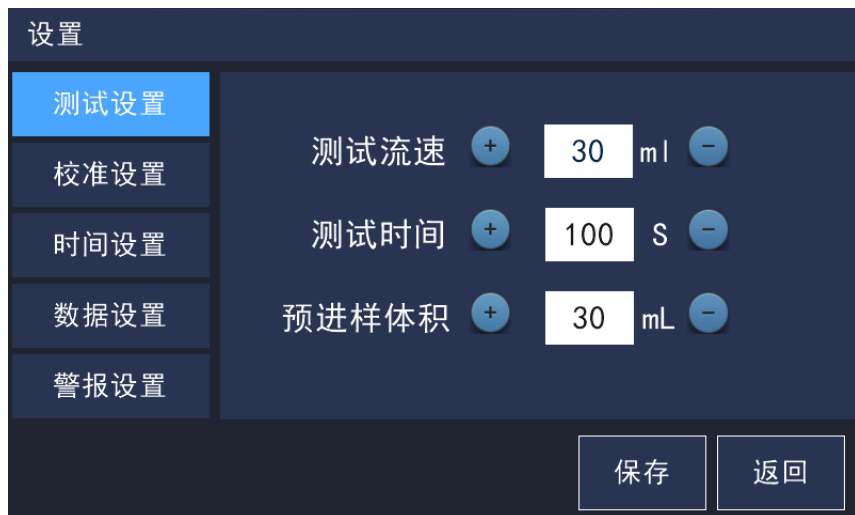 设置
测试设置
校准设置
时间设置
数据设置
警报设置
测试流速 + 30 ml -
测试时间 + 100 S -
预进样体积 + 30 mL -
保存 返回